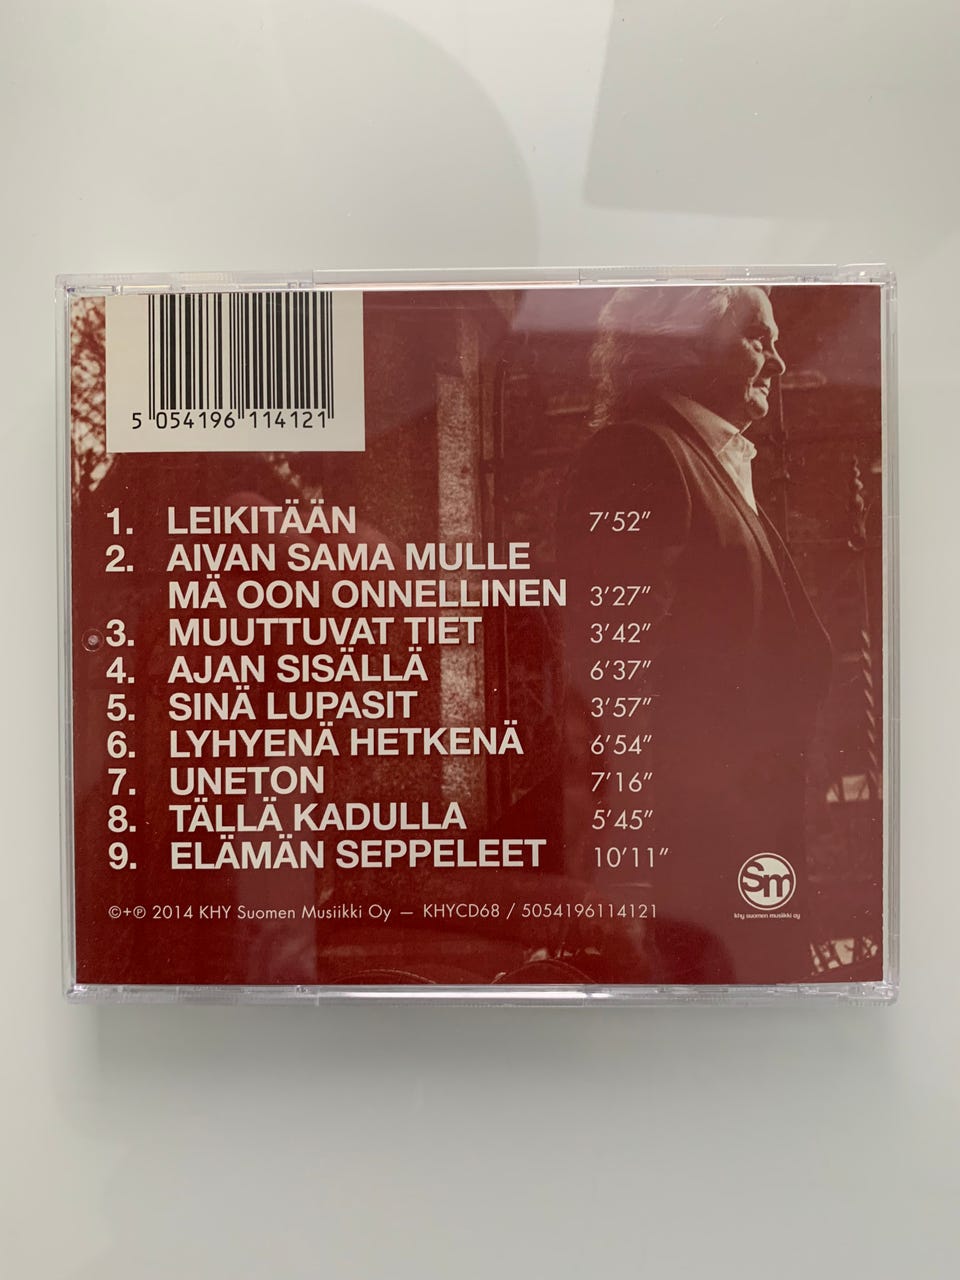 5 054196 114121
1. LEIKITÄÄN 7'52"
2. AIVAN SAMA MULLE
MÄ OON ONNELLINEN 3'27"
3. MUUTTUVAT TIET 3'42"
4. AJAN SISÄLLÄ 6'37"
5. SINÄ LUPASIT 3'57"
6. LYHYENÄ HETKENÄ 6'54"
7. UNETON 7'16"
8. TÄLLÄ KADULLA 5'45"
9. ELÄMÄN SEPPELEET 10'11"
Sm
khy suomen musiikki oy
©+℗ 2014 KHY Suomen Musiikki Oy — KHYCD68 / 5054196114121